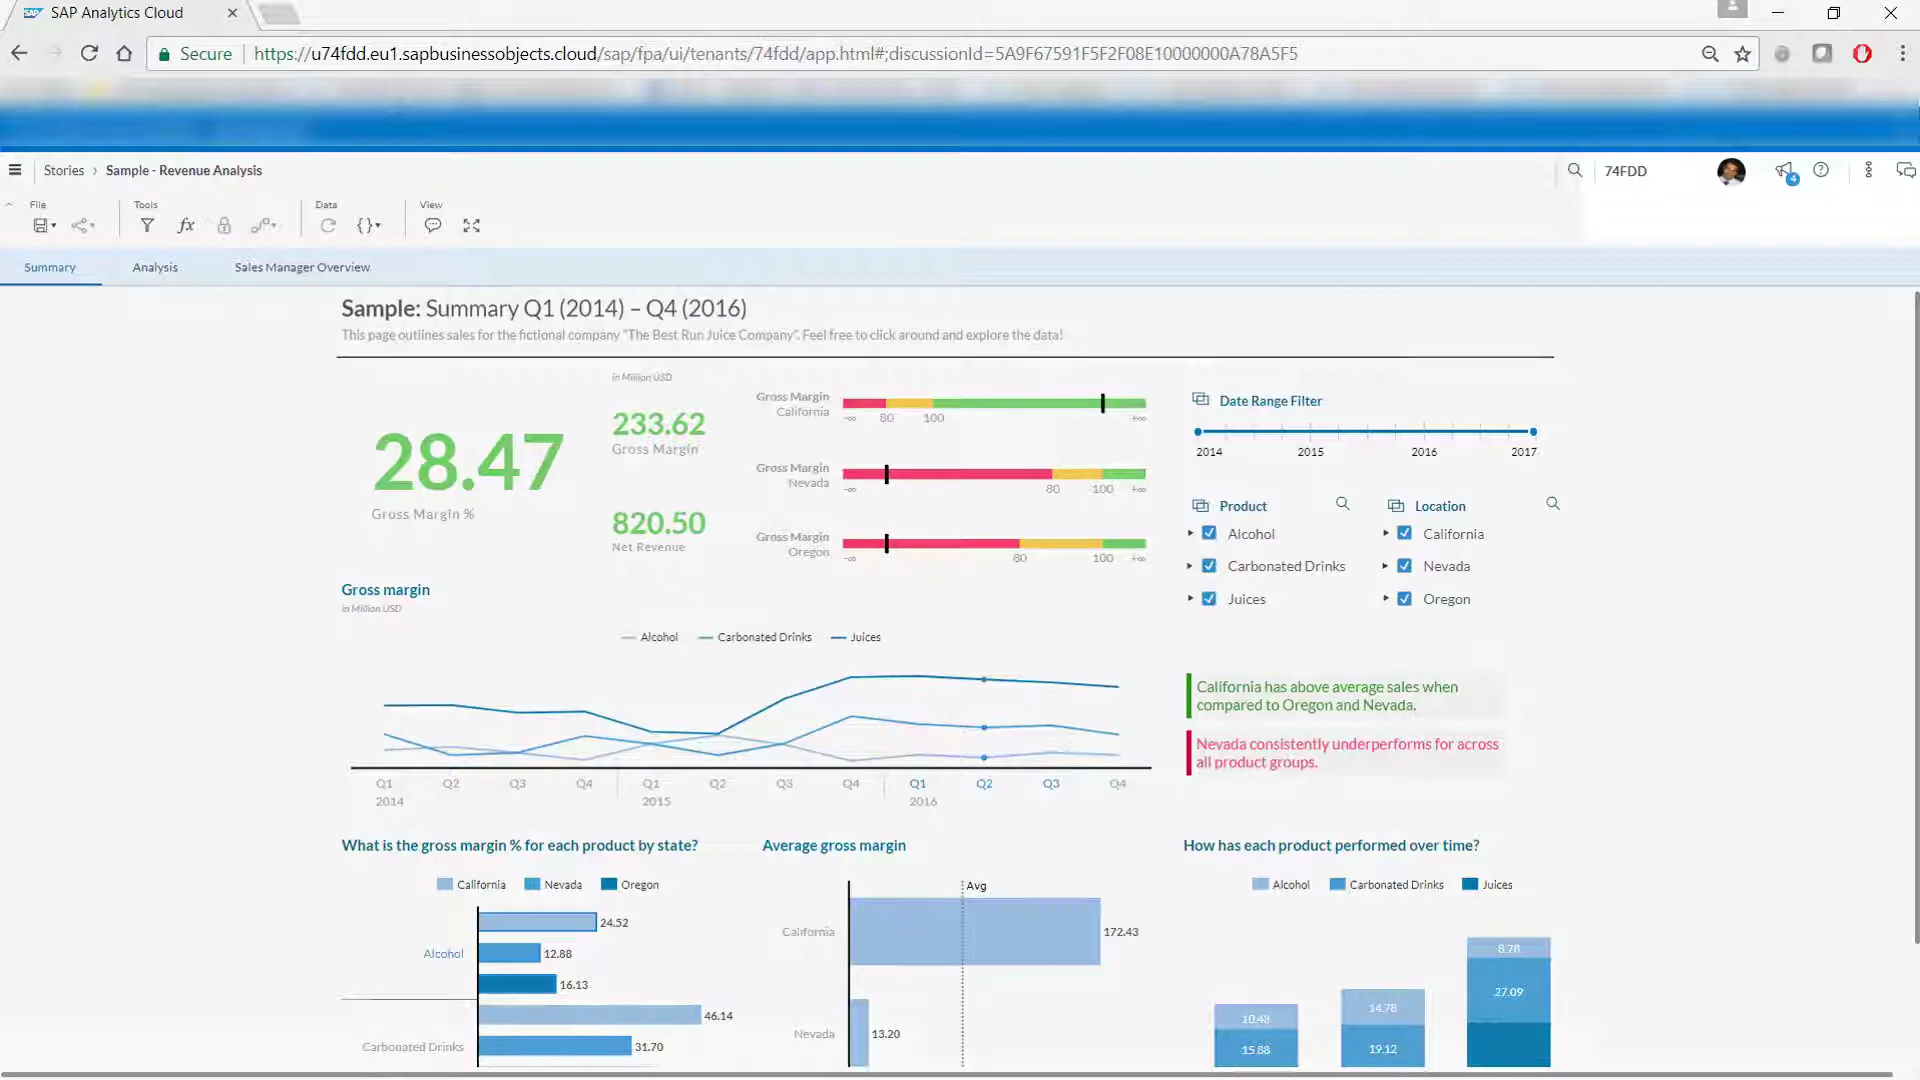 SAP Analytics Cloud
Secure https://u74fdd.eu1.sapbusinessobjects.cloud/sap/fpa/ui/tenants/74fdd/app.html#;discussionId=5A9F67591F5F2F08E10000000A78A5F5
Stories › Sample - Revenue Analysis
74FDD
4
File
Tools
Data
View
fx
Summary
Analysis
Sales Manager Overview
Sample: Summary Q1 (2014) – Q4 (2016)
This page outlines sales for the fictional company "The Best Run Juice Company". Feel free to click around and explore the data!
28.47
Gross Margin %
in Million USD
233.62
Gross Margin
820.50
Net Revenue
Gross Margin
California
-∞ 80 100 +∞
Gross Margin
Nevada
-∞ 80 100 +∞
Gross Margin
Oregon
-∞ 80 100 +∞
Date Range Filter
2014 2015 2016 2017
Product
Alcohol
Carbonated Drinks
Juices
Location
California
Nevada
Oregon
Gross margin
in Million USD
Alcohol Carbonated Drinks Juices
Q1 Q2 Q3 Q4 Q1 Q2 Q3 Q4 Q1 Q2 Q3 Q4
2014 2015 2016
California has above average sales when
compared to Oregon and Nevada.
Nevada consistently underperforms for across
all product groups.
What is the gross margin % for each product by state?
California Nevada Oregon
Alcohol
24.52
12.88
16.13
Carbonated Drinks
46.14
31.70
Average gross margin
Avg
California
172.43
Nevada
13.20
How has each product performed over time?
Alcohol Carbonated Drinks Juices
10.48
15.88
14.78
19.12
8.78
27.09